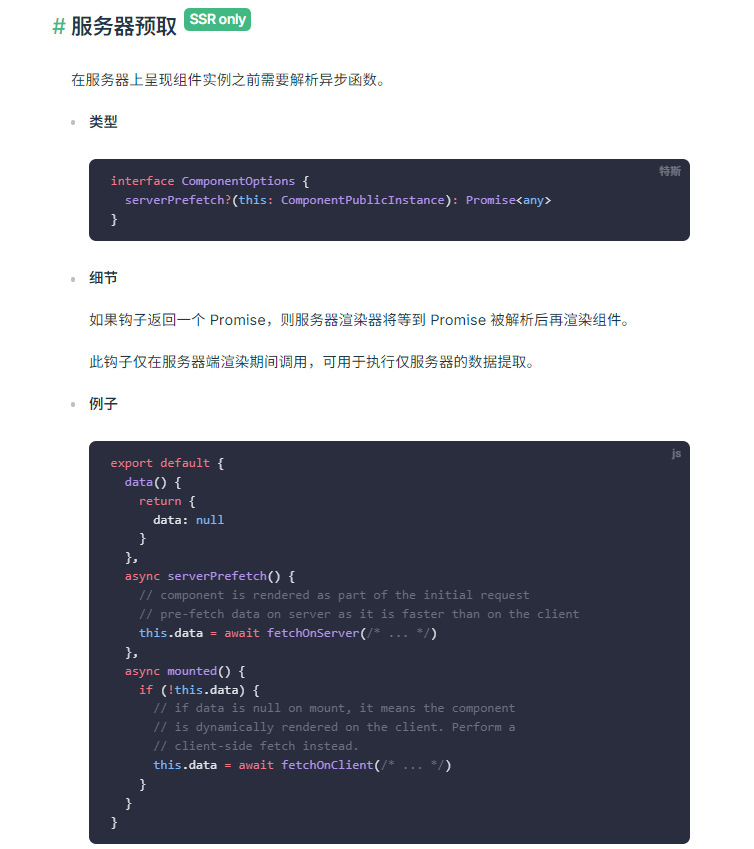 # 服务器预取 SSR only
在服务器上呈现组件实例之前需要解析异步函数。
类型
特斯
interface ComponentOptions {
  serverPrefetch?(this: ComponentPublicInstance): Promise<any>
}
细节
如果钩子返回一个 Promise，则服务器渲染器将等到 Promise 被解析后再渲染组件。
此钩子仅在服务器端渲染期间调用，可用于执行仅服务器的数据提取。
例子
js
export default {
  data() {
    return {
      data: null
    }
  },
  async serverPrefetch() {
    // component is rendered as part of the initial request
    // pre-fetch data on server as it is faster than on the client
    this.data = await fetchOnServer(/* ... */)
  },
  async mounted() {
    if (!this.data) {
      // if data is null on mount, it means the component
      // is dynamically rendered on the client. Perform a
      // client-side fetch instead.
      this.data = await fetchOnClient(/* ... */)
    }
  }
}